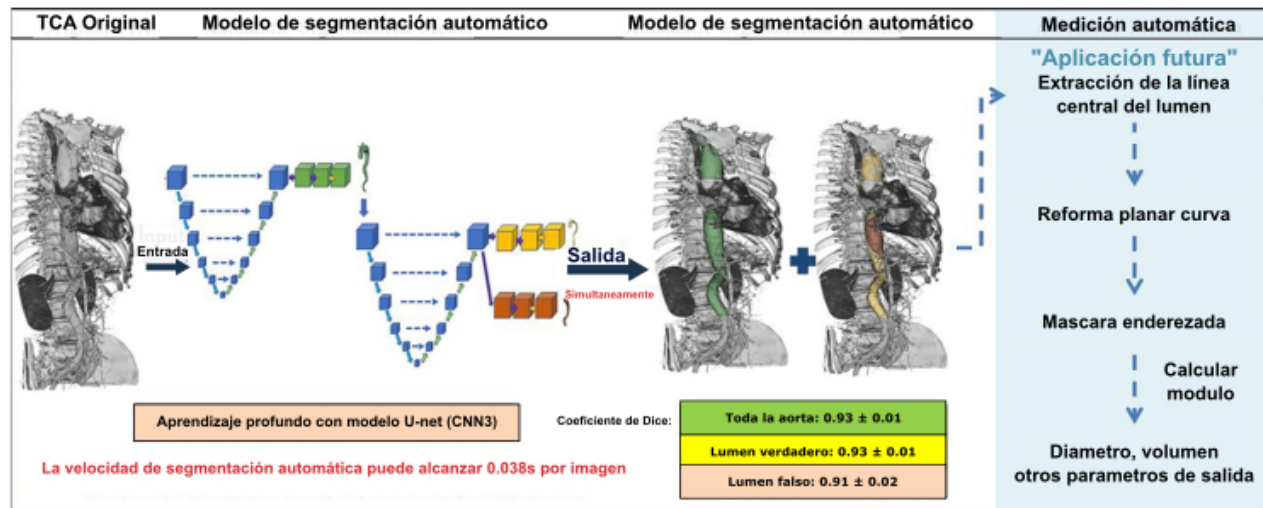 TCA Original
Modelo de segmentación automático
Modelo de segmentación automático
Medición automática
"Aplicación futura"
Extracción de la línea
central del lumen
Reforma planar curva
Mascara enderezada
Calcular
modulo
Diametro, volumen
otros parametros de salida
Input
Entrada
Salida
Simultaneamente
Aprendizaje profundo con modelo U-net (CNN3)
La velocidad de segmentación automática puede alcanzar 0.038s por imagen
Coeficiente de Dice:
Toda la aorta: 0.93 ± 0.01
Lumen verdadero: 0.93 ± 0.01
Lumen falso: 0.91 ± 0.02